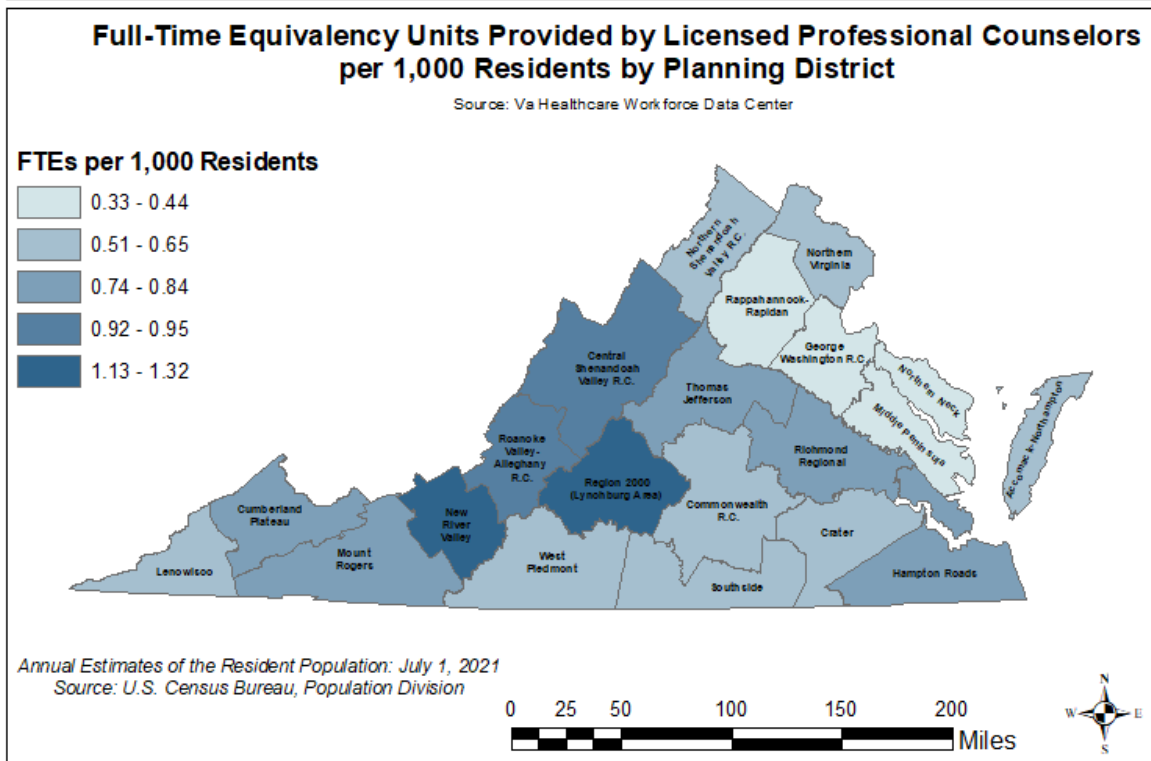 Full-Time Equivalency Units Provided by Licensed Professional Counselors
per 1,000 Residents by Planning District
Source: Va Healthcare Workforce Data Center
FTEs per 1,000 Residents
0.33 - 0.44
0.51 - 0.65
0.74 - 0.84
0.92 - 0.95
1.13 - 1.32
Northern
Shenandoah
Valley R.C.
Northern
Virginia
Rappahannock-
Rapidan
George
Washington R.C.
Northern Neck
Middle Peninsula
Accomack-Northampton
Central
Shenandoah
Valley R.C.
Thomas
Jefferson
Roanoke
Valley-
Alleghany
R.C.
Richmond
Regional
Region 2000
(Lynchburg Area)
Commonwealth
R.C.
Cumberland
Plateau
New
River
Valley
Crater
Mount
Rogers
West
Piedmont
Lenowisco
Southside
Hampton Roads
Annual Estimates of the Resident Population: July 1, 2021
Source: U.S. Census Bureau, Population Division
0 25 50 100 150 200
Miles
N
W E
S